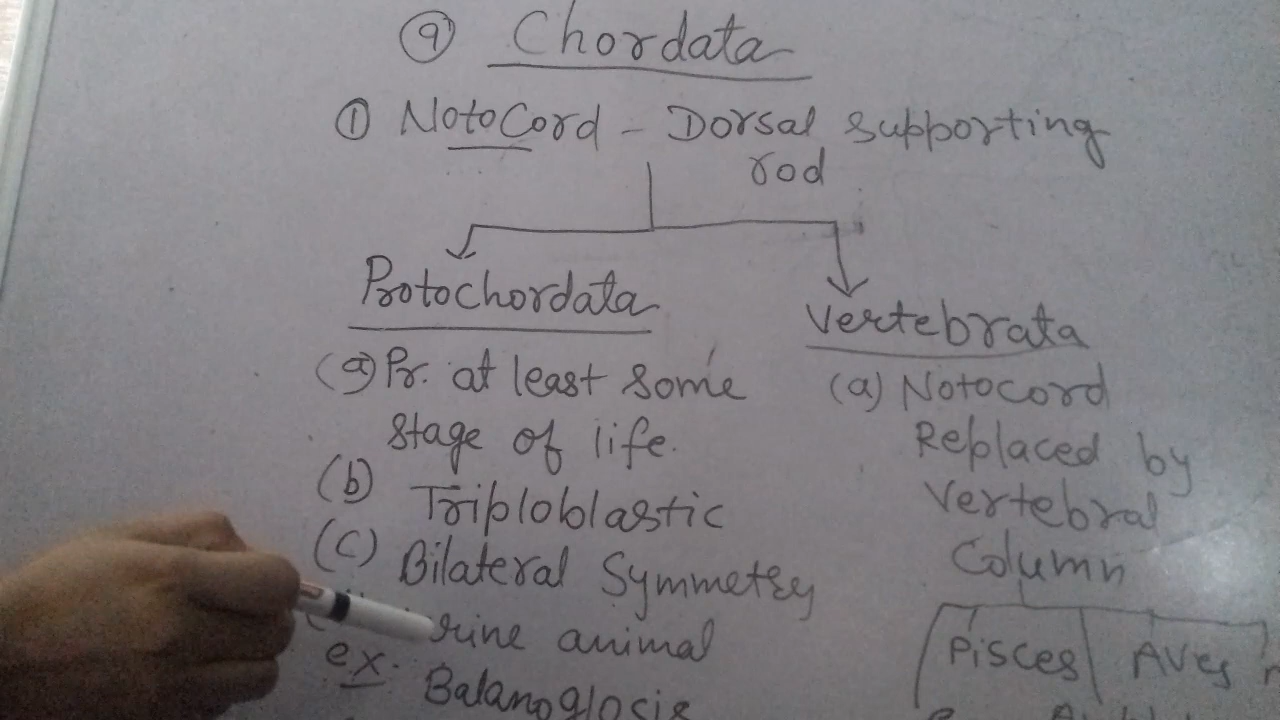 9 Chordata
① NotoCord - Dorsal Supporting
rod
Protochordata
(a) Pr. at least some
stage of life.
(b) Triploblastic
(C) Bilateral Symmetry
animal
ex. Balanoglosis
Vertebrata
(a) Notocord
Replaced by
Vertebral
Column
Pisces Aves